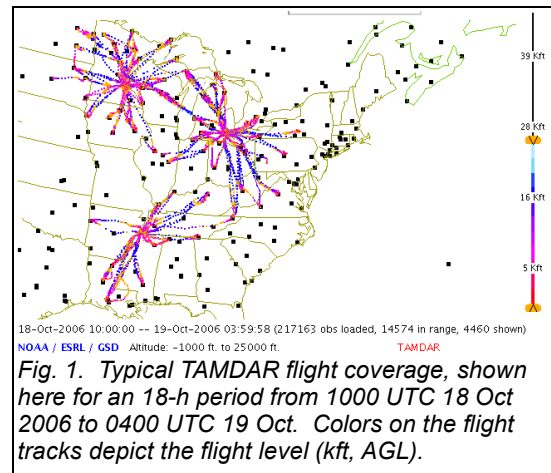 39 Kft
28 Kft
16 Kft
5 Kft
18-Oct-2006 10:00:00 -- 19-Oct-2006 03:59:58 (217163 obs loaded, 14574 in range, 4460 shown)
NOAA / ESRL / GSD Altitude: -1000 ft. to 25000 ft. TAMDAR
Fig. 1. Typical TAMDAR flight coverage, shown
here for an 18-h period from 1000 UTC 18 Oct
2006 to 0400 UTC 19 Oct. Colors on the flight
tracks depict the flight level (kft, AGL).